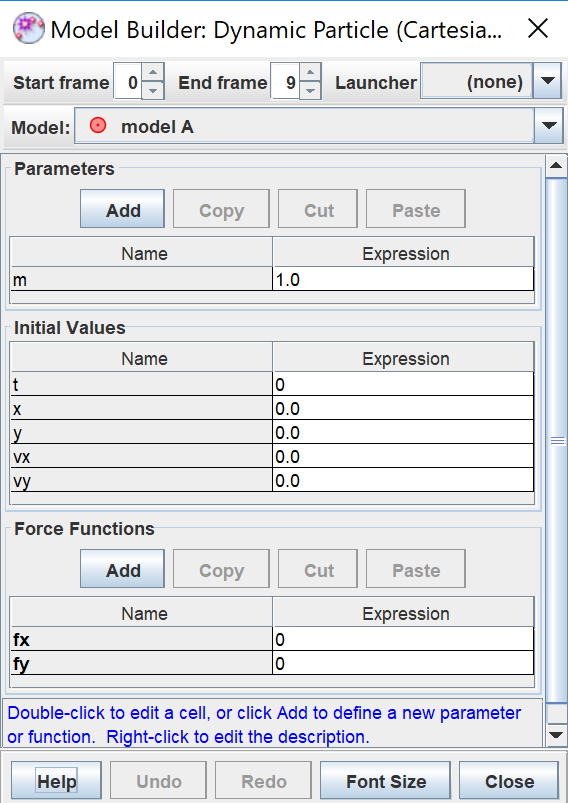 Model Builder: Dynamic Particle (Cartesia...
Start frame 0 End frame 9 Launcher (none)
Model: model A
Parameters
Add Copy Cut Paste
Name Expression
m 1.0
Initial Values
Name Expression
t 0
x 0.0
y 0.0
vx 0.0
vy 0.0
Force Functions
Add Copy Cut Paste
Name Expression
fx 0
fy 0
Double-click to edit a cell, or click Add to define a new parameter
or function. Right-click to edit the description.
Help Undo Redo Font Size Close